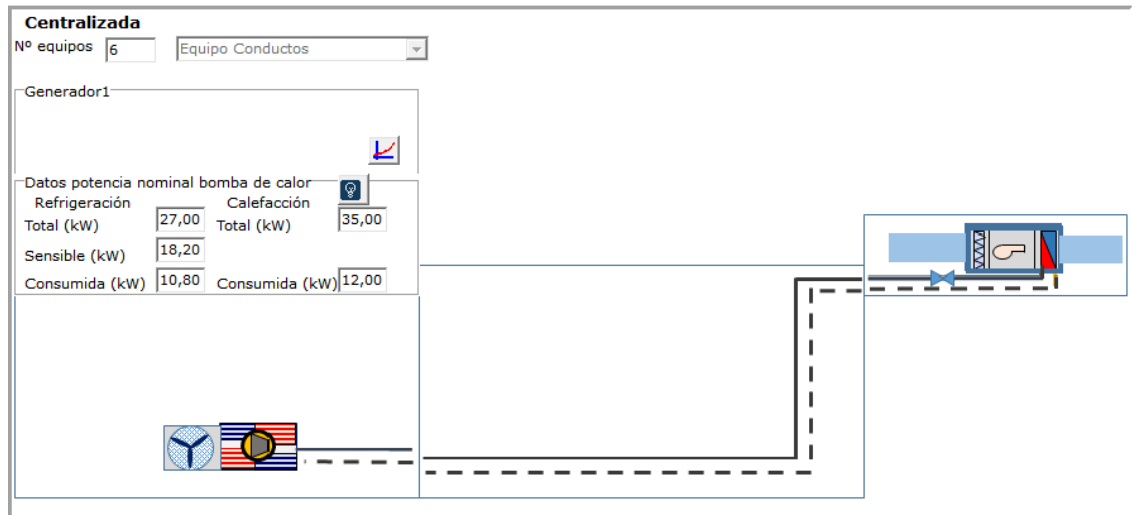 Centralizada
Nº equipos 6 Equipo Conductos
Generador1
Datos potencia nominal bomba de calor
Refrigeración Calefacción
Total (kW) 27,00 Total (kW) 35,00
Sensible (kW) 18,20
Consumida (kW) 10,80 Consumida (kW) 12,00